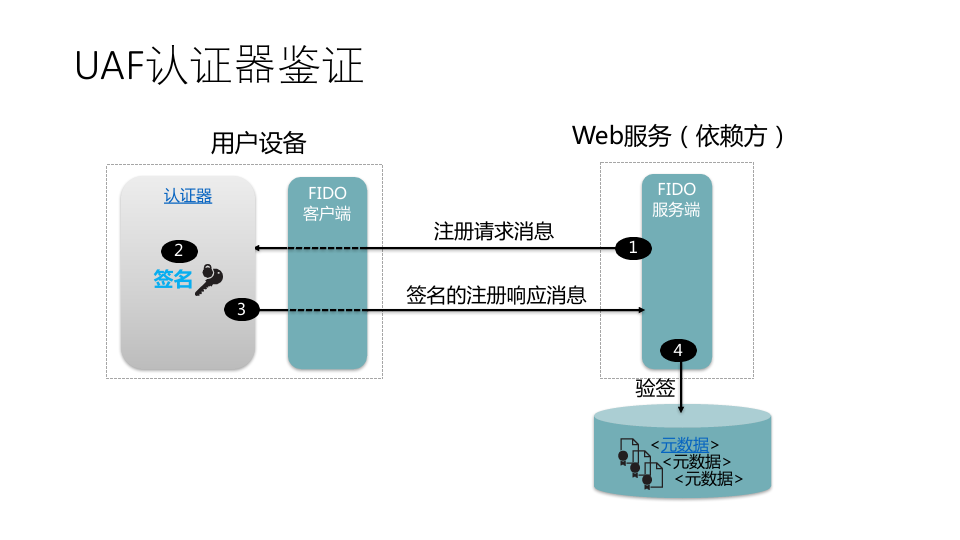 UAF认证器鉴证
用户设备
Web服务（依赖方）
认证器
FIDO
客户端
FIDO
服务端
注册请求消息
1
2
签名
签名的注册响应消息
3
4
验签
<元数据>
<元数据>
<元数据>